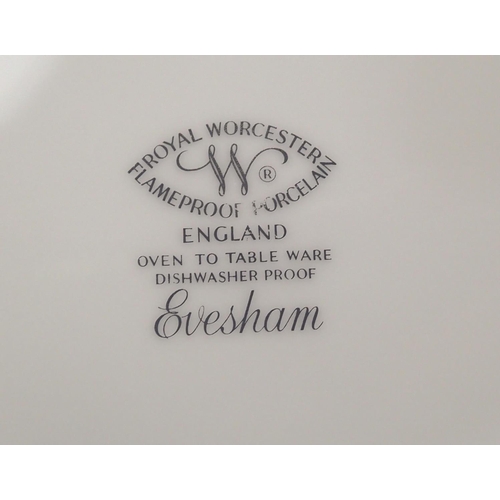 ROYAL WORCESTER
W ®
FLAMEPROOF PORCELAIN
ENGLAND
OVEN TO TABLE WARE
DISHWASHER PROOF
Evesham